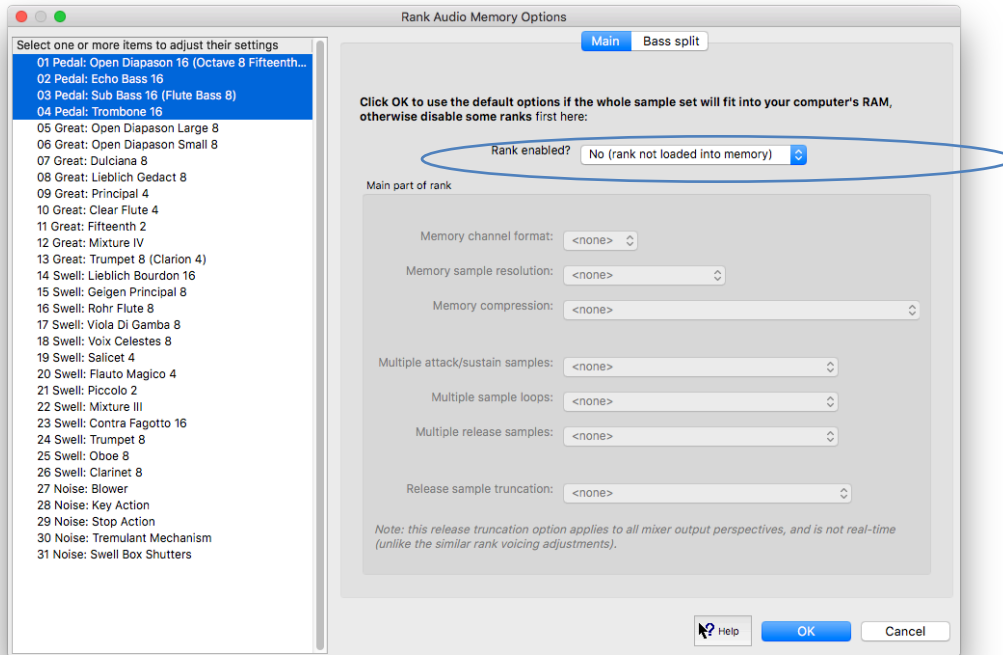 Rank Audio Memory Options
Select one or more items to adjust their settings
01 Pedal: Open Diapason 16 (Octave 8 Fifteenth...
02 Pedal: Echo Bass 16
03 Pedal: Sub Bass 16 (Flute Bass 8)
04 Pedal: Trombone 16
05 Great: Open Diapason Large 8
06 Great: Open Diapason Small 8
07 Great: Dulciana 8
08 Great: Lieblich Gedact 8
09 Great: Principal 4
10 Great: Clear Flute 4
11 Great: Fifteenth 2
12 Great: Mixture IV
13 Great: Trumpet 8 (Clarion 4)
14 Swell: Lieblich Bourdon 16
15 Swell: Geigen Principal 8
16 Swell: Rohr Flute 8
17 Swell: Viola Di Gamba 8
18 Swell: Voix Celestes 8
19 Swell: Salicet 4
20 Swell: Flauto Magico 4
21 Swell: Piccolo 2
22 Swell: Mixture III
23 Swell: Contra Fagotto 16
24 Swell: Trumpet 8
25 Swell: Oboe 8
26 Swell: Clarinet 8
27 Noise: Blower
28 Noise: Key Action
29 Noise: Stop Action
30 Noise: Tremulant Mechanism
31 Noise: Swell Box Shutters
Main Bass split
Click OK to use the default options if the whole sample set will fit into your computer's RAM,
otherwise disable some ranks first here:
Rank enabled? No (rank not loaded into memory)
Main part of rank
Memory channel format: <none>
Memory sample resolution: <none>
Memory compression: <none>
Multiple attack/sustain samples: <none>
Multiple sample loops: <none>
Multiple release samples: <none>
Release sample truncation: <none>
Note: this release truncation option applies to all mixer output perspectives, and is not real-time
(unlike the similar rank voicing adjustments).
? Help OK Cancel